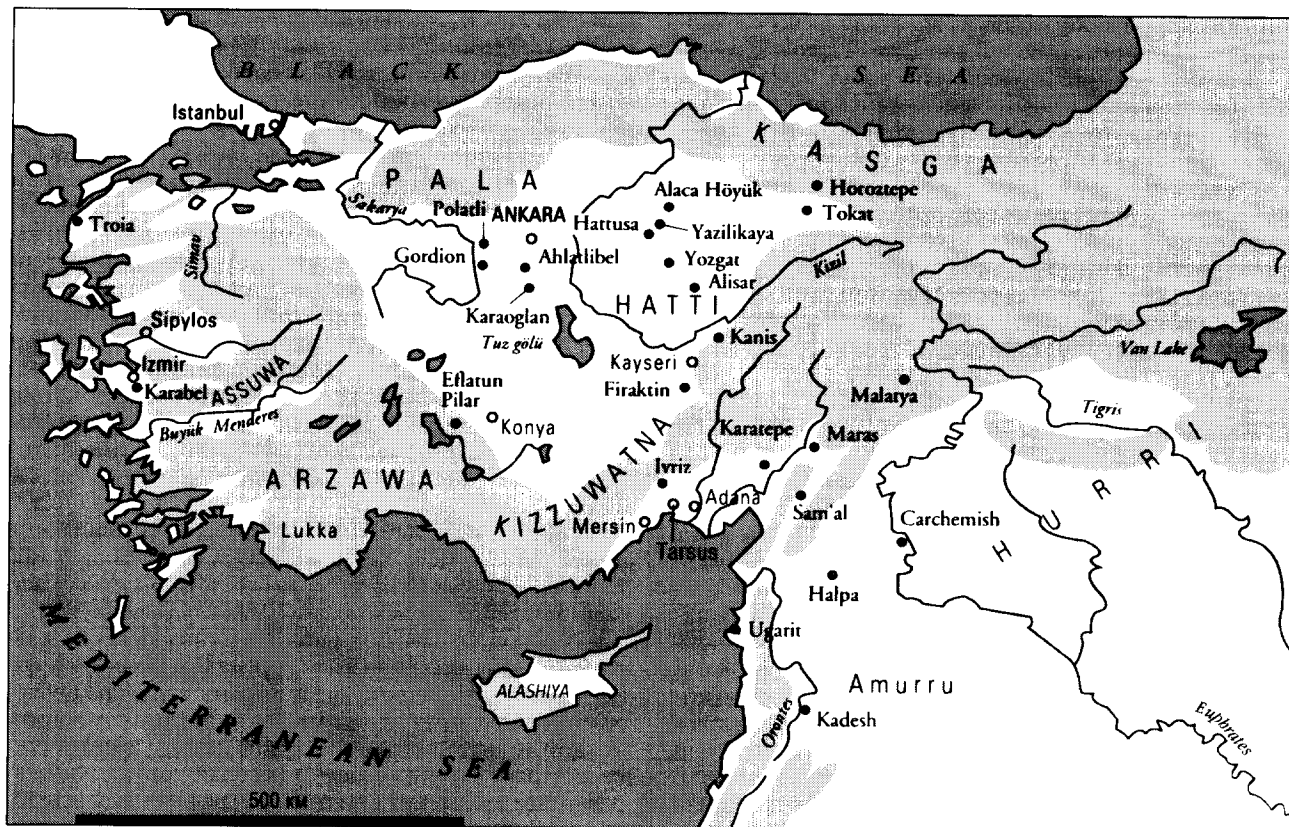 BLACK
SEA
Istanbul
KASGA
PALA
Sakarya
Polatli
ANKARA
Alaca Höyük
Horoztepe
Tokat
Hattusa
Yazilikaya
Troia
Simav
Gordion
Ahlatlibel
Yozgat
Alisar
Kizil
HATTI
Karaoglan
Tuz gölü
Sipylos
Kanis
Kayseri
Van Lake
Izmir
Karabel
ASSUWA
Firaktin
Malatya
Eflatun
Pilar
Konya
Tigris
Buyük Menderes
Karatepe
Maras
ARZAWA
KIZZUWATNA
Ivriz
Adana
Sam'al
HURRI
Lukka
Mersin
Tarsus
Carchemish
Halpa
Ugarit
MEDITERRANEAN SEA
ALASHIYA
Amurru
Orontes
Kadesh
Euphrates
500 KM